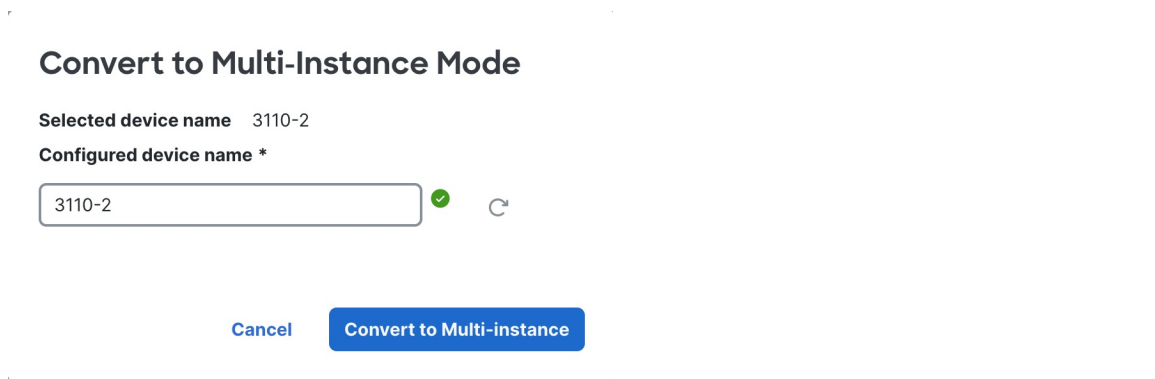 Convert to Multi-Instance Mode
Selected device name 3110-2
Configured device name *
3110-2
Cancel Convert to Multi-instance